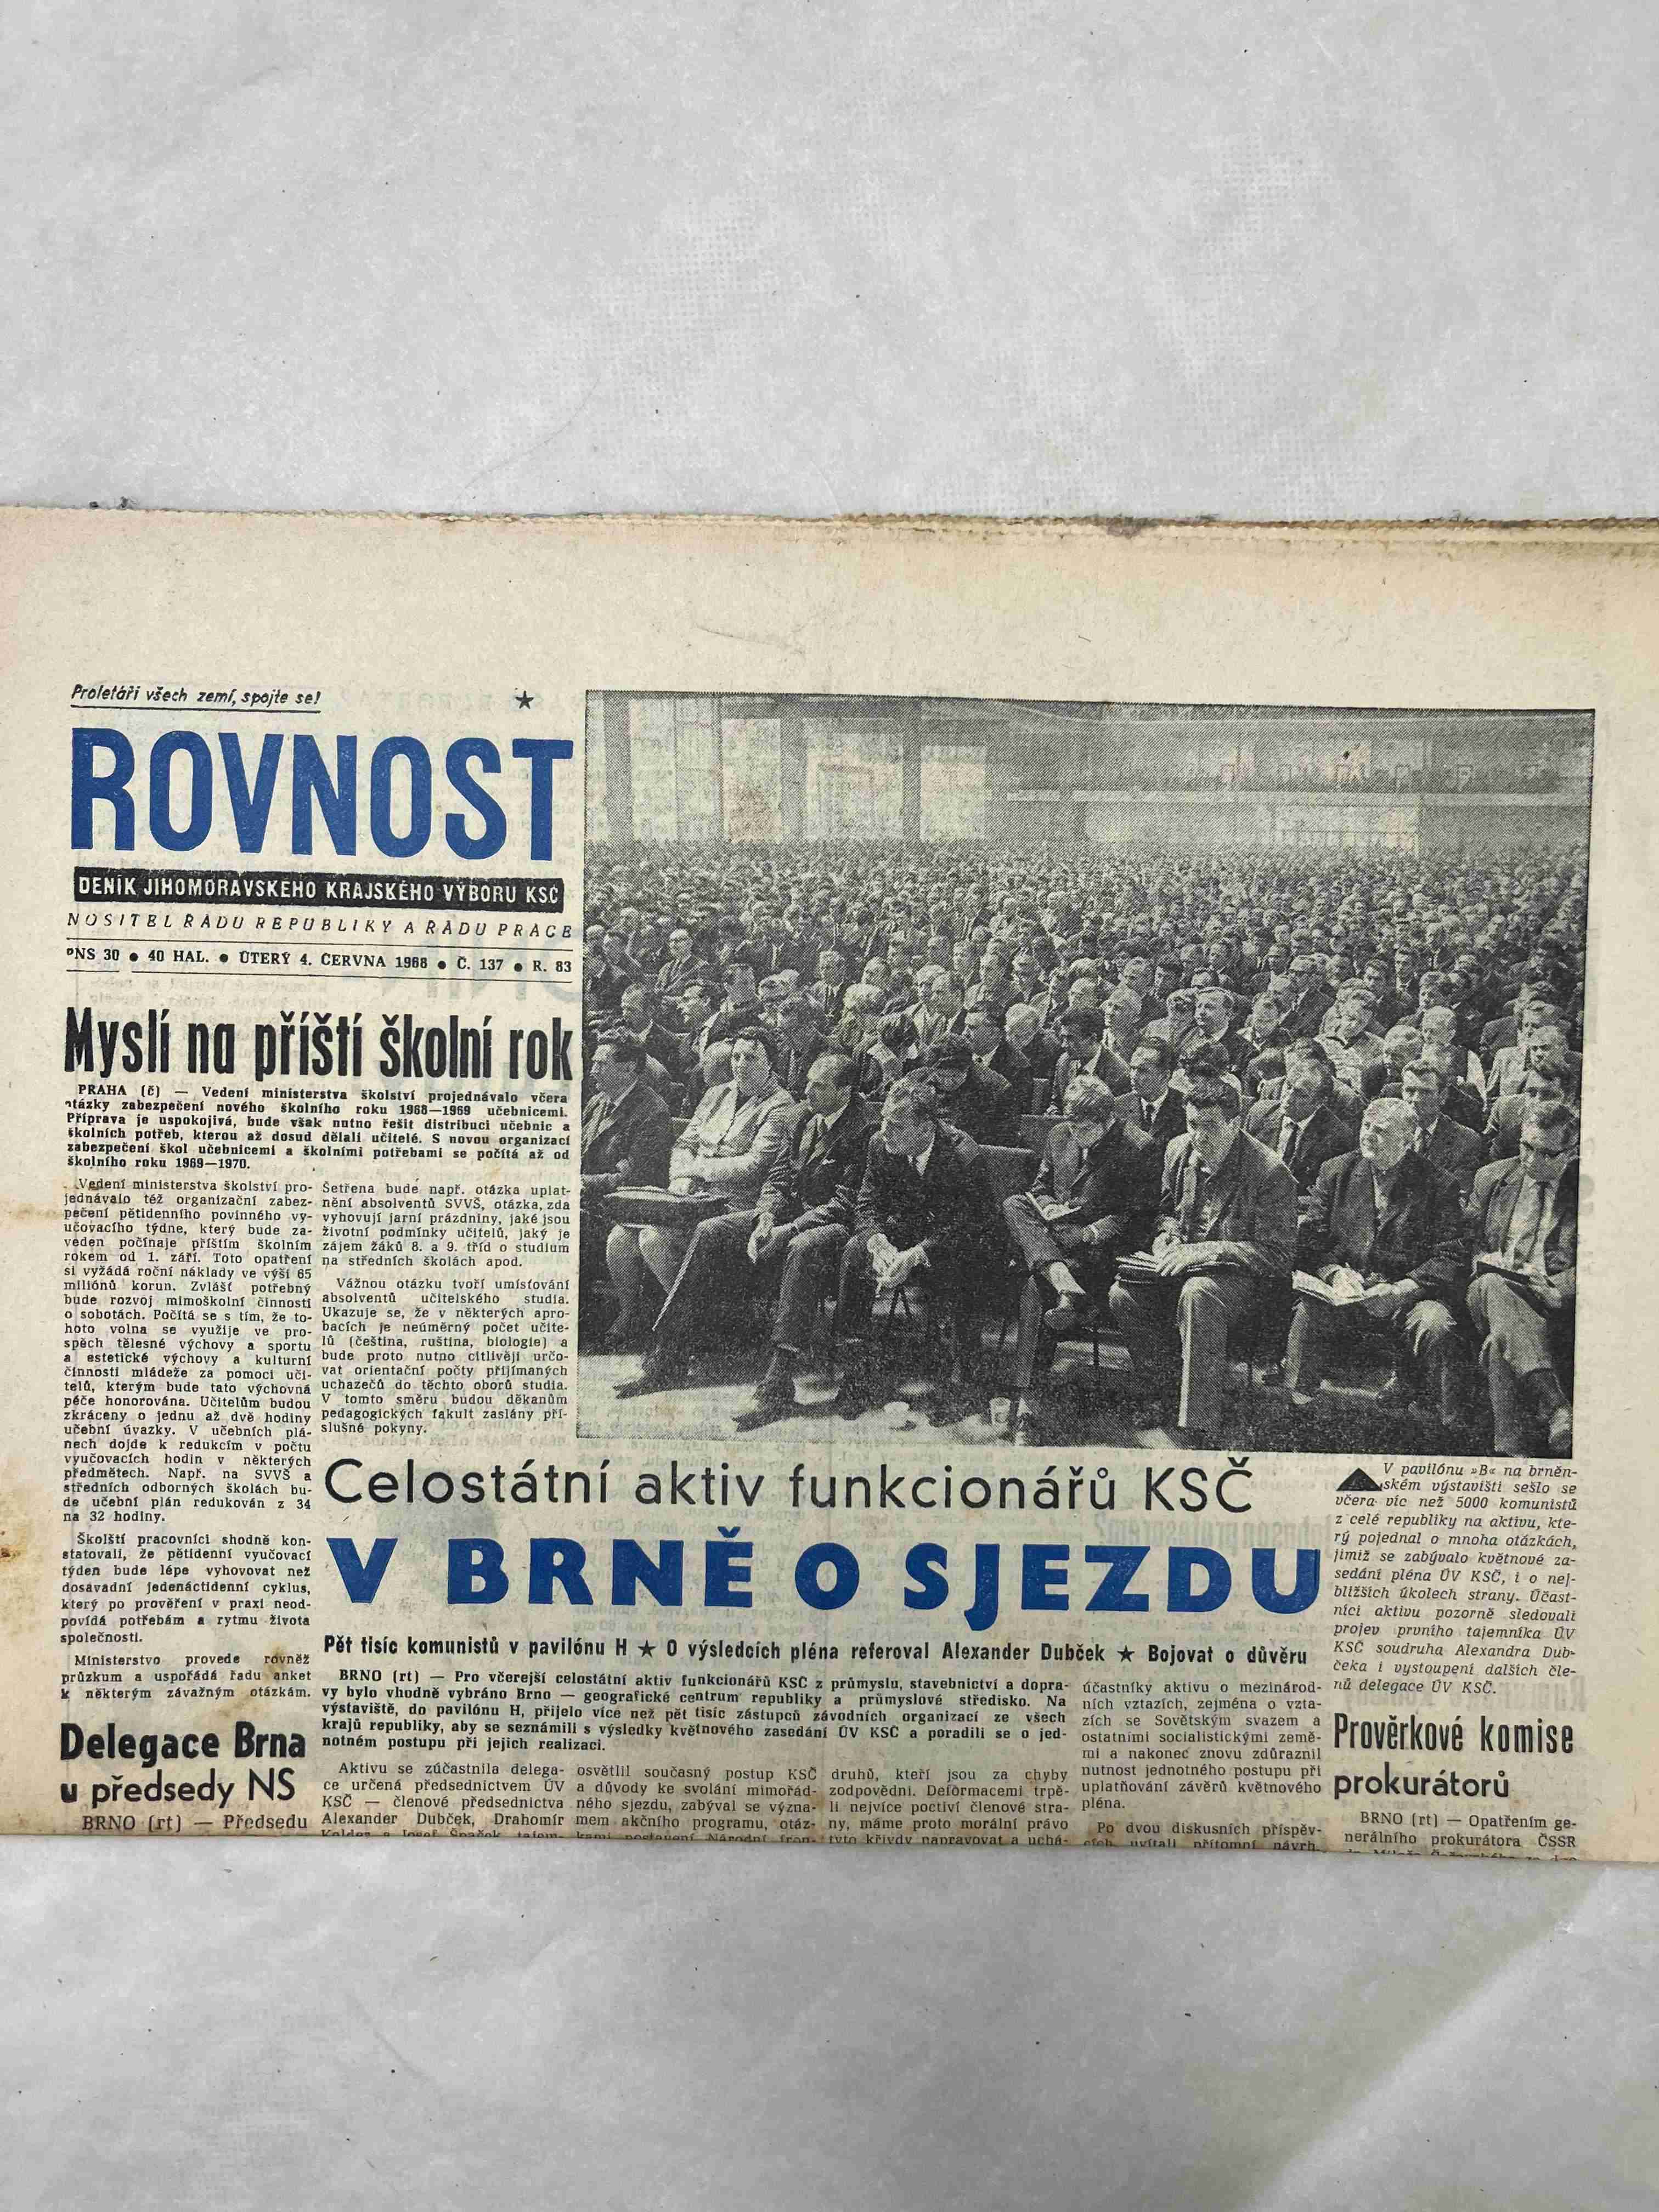 Proletáři všech zemí, spojte se!
ROVNOST
DENÍK JIHOMORAVSKÉHO KRAJSKÉHO VÝBORU KSČ
NOSITEL ŘÁDU REPUBLIKY A ŘÁDU PRÁCE
PNS 30 ● 40 HAL. ● ÚTERÝ 4. ČERVNA 1968 ● Č. 137 ● R. 83
Myslí na příští školní rok
PRAHA (č) — Vedení ministerstva školství projednávalo včera
otázky zabezpečení nového školního roku 1968—1969 učebnicemi.
Příprava je uspokojivá, bude však nutno řešit distribuci učebnic a
školních potřeb, kterou až dosud dělali učitelé. S novou organizací
zabezpečení škol učebnicemi a školními potřebami se počítá až od
školního roku 1969—1970.
Vedení ministerstva školství pro-
jednávalo též organizační zabez-
pečení pětidenního povinného vy-
učovacího týdne, který bude za-
veden počínaje příštím školním
rokem od 1. září. Toto opatření
si vyžádá roční náklady ve výši 65
miliónů korun. Zvlášť potřebný
bude rozvoj mimoškolní činnosti
o sobotách. Počítá se s tím, že to-
hoto volna se využije ve pro-
spěch tělesné výchovy a sportu
a estetické výchovy a kulturní
činnosti mládeže za pomoci uči-
telů, kterým bude tato výchovná
péče honorována. Učitelům budou
zkráceny o jednu až dvě hodiny
učební úvazky. V učebních plá-
nech dojde k redukcím v počtu
vyučovacích hodin v některých
předmětech. Např. na SVVŠ a
středních odborných školách bu-
de učební plán redukován z 34
na 32 hodiny.
Školští pracovníci shodně kon-
statovali, že pětidenní vyučovací
týden bude lépe vyhovovat než
dosavadní jedenáctidenní cyklus,
který po prověření v praxi neod-
povídá potřebám a rytmu života
společnosti.
Ministerstvo provede rovněž
průzkum a uspořádá řadu anket
k některým závažným otázkám.
Šetřena bude např. otázka uplat-
nění absolventů SVVŠ, otázka, zda
vyhovují jarní prázdniny, jaké jsou
životní podmínky učitelů, jaký je
zájem žáků 8. a 9. tříd o studium
na středních školách apod.
Vážnou otázku tvoří umísťování
absolventů učitelského studia.
Ukazuje se, že v některých apro-
bacích je neúměrný počet učite-
lů (čeština, ruština, biologie) a
bude proto nutno citlivěji určo-
vat orientační počty přijímaných
uchazečů do těchto oborů studia.
V tomto směru budou děkanům
pedagogických fakult zaslány pří-
slušné pokyny.
Delegace Brna
u předsedy NS
BRNO (rt) — Předsedu
Celostátní aktiv funkcionářů KSČ
V BRNĚ O SJEZDU
Pět tisíc komunistů v pavilónu H ★ O výsledcích pléna referoval Alexander Dubček ★ Bojovat o důvěru
BRNO (rt) — Pro včerejší celostátní aktiv funkcionářů KSČ z průmyslu, stavebnictví a dopra-
vy bylo vhodně vybráno Brno — geografické centrum republiky a průmyslové středisko. Na
výstaviště, do pavilónu H, přijelo více než pět tisíc zástupců závodních organizací ze všech
krajů republiky, aby se seznámili s výsledky květnového zasedání ÚV KSČ a poradili se o jed-
notném postupu při jejich realizaci.
Aktivu se zúčastnila delega-
ce určená předsednictvem ÚV
KSČ — členové předsednictva
Alexander Dubček, Drahomír
Kolder a Josef Špaček, tajem-
osvětlil současný postup KSČ
a důvody ke svolání mimořád-
ného sjezdu, zabýval se význa-
mem akčního programu, otáz-
kami postavení Národní fron-
druhů, kteří jsou za chyby
zodpovědni. Deformacemi trpě-
li nejvíce poctiví členové stra-
ny, máme proto morální právo
tyto křivdy napravovat a uchá-
účastníky aktivu o mezinárod-
ních vztazích, zejména o vzta-
zích se Sovětským svazem a
ostatními socialistickými země-
mi a nakonec znovu zdůraznil
nutnost jednotného postupu při
uplatňování závěrů květnového
pléna.
Po dvou diskusních příspěv-
cích uvítali přítomní návrh,
V pavilónu »B« na brněn-
ském výstavišti sešlo se
včera víc než 5000 komunistů
z celé republiky na aktivu, kte-
rý pojednal o mnoha otázkách,
jimiž se zabývalo květnové za-
sedání pléna ÚV KSČ, i o nej-
bližších úkolech strany. Účast-
níci aktivu pozorně sledovali
projev prvního tajemníka ÚV
KSČ soudruha Alexandra Dub-
čeka i vystoupení dalších čle-
nů delegace ÚV KSČ.
Prověrkové komise
prokurátorů
BRNO (rt) — Opatřením ge-
nerálního prokurátora ČSSR